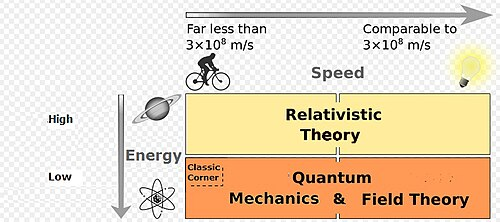 Far less than
3×10⁸ m/s
Comparable to
3×10⁸ m/s
Speed
High
Relativistic
Theory
Energy
Low
Classic
Corner
Quantum
Mechanics & Field Theory